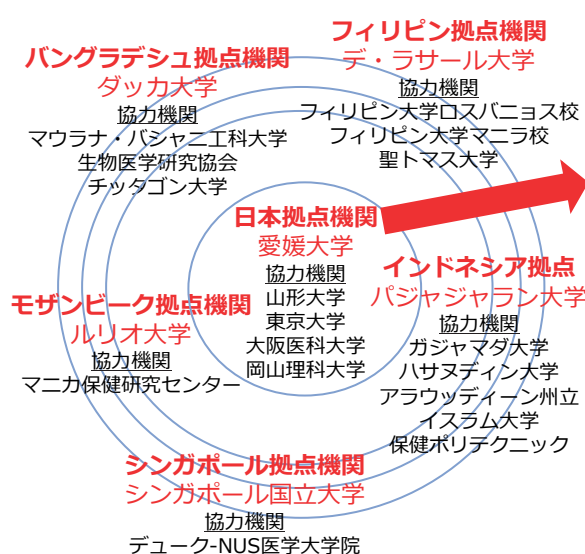 バングラデシュ拠点機関
ダッカ大学
協力機関
マウラナ・バシャニ工科大学
生物医学研究協会
チッタゴン大学
フィリピン拠点機関
デ・ラサール大学
協力機関
フィリピン大学ロスバニョス校
フィリピン大学マニラ校
聖トマス大学
日本拠点機関
愛媛大学
協力機関
山形大学
東京大学
大阪医科大学
岡山理科大学
モザンビーク拠点機関
ルリオ大学
協力機関
マニカ保健研究センター
インドネシア拠点
パジャジャラン大学
協力機関
ガジャマダ大学
ハサヌディン大学
アラウッディーン州立
イスラム大学
保健ポリテクニック
シンガポール拠点機関
シンガポール国立大学
協力機関
デューク-NUS医学大学院